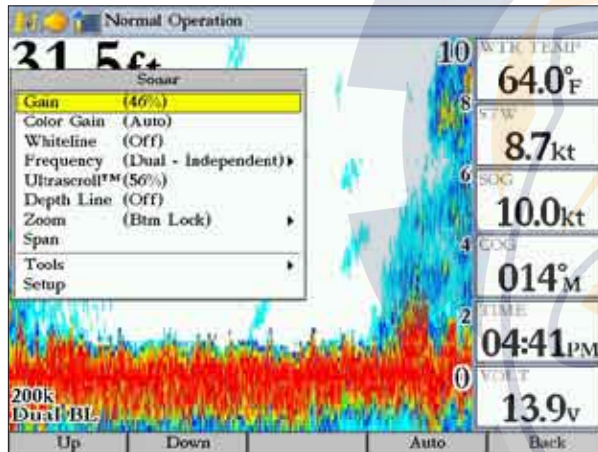 Normal Operation
31.5ft
Sonar
Gain (46%)
Color Gain (Auto)
Whiteline (Off)
Frequency (Dual - Independent)
Ultrascroll™ (56%)
Depth Line (Off)
Zoom (Btm Lock)
Span
Tools
Setup
10
8
6
4
2
0
200k
Dual BL
WTR TEMP
64.0°F
STW
8.7kt
SOG
10.0kt
COG
014°M
TIME
04:41PM
VOLT
13.9v
Up Down Auto Back